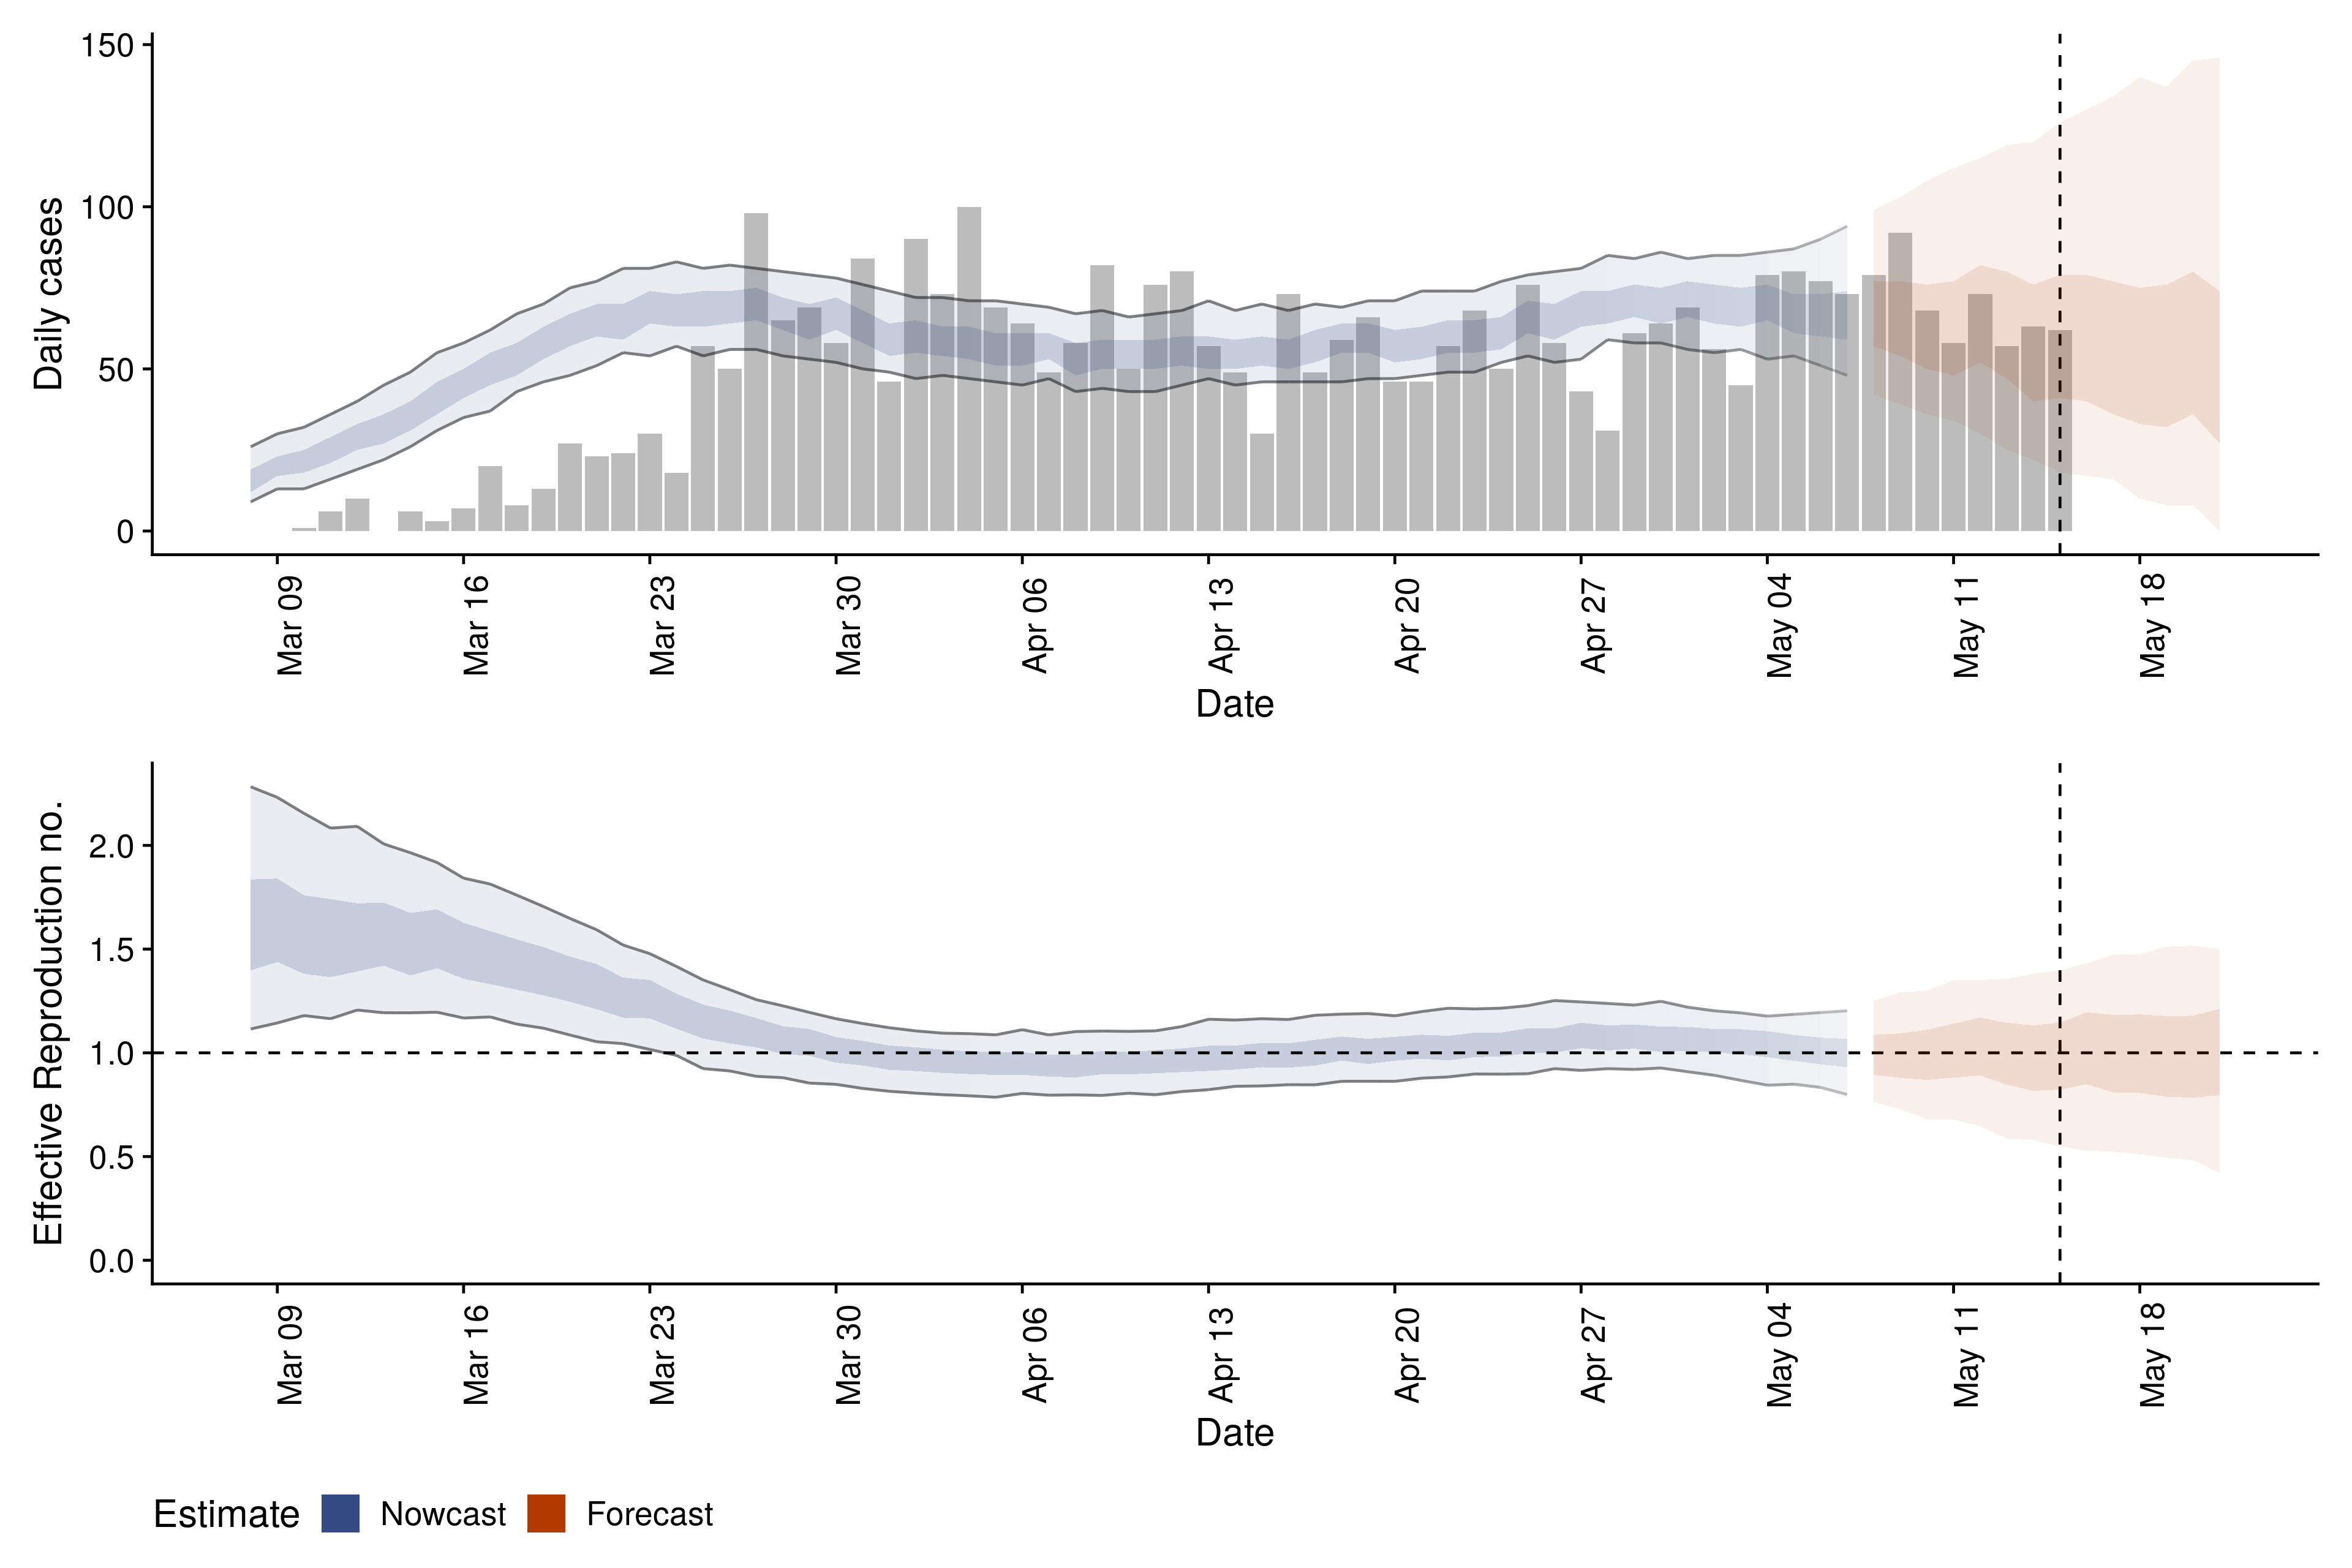 150
100
50
0
Daily cases
Mar 09
Mar 16
Mar 23
Mar 30
Apr 06
Apr 13
Apr 20
Apr 27
May 04
May 11
May 18
Date
2.0
1.5
1.0
0.5
0.0
Effective Reproduction no.
Mar 09
Mar 16
Mar 23
Mar 30
Apr 06
Apr 13
Apr 20
Apr 27
May 04
May 11
May 18
Date
Estimate Nowcast Forecast